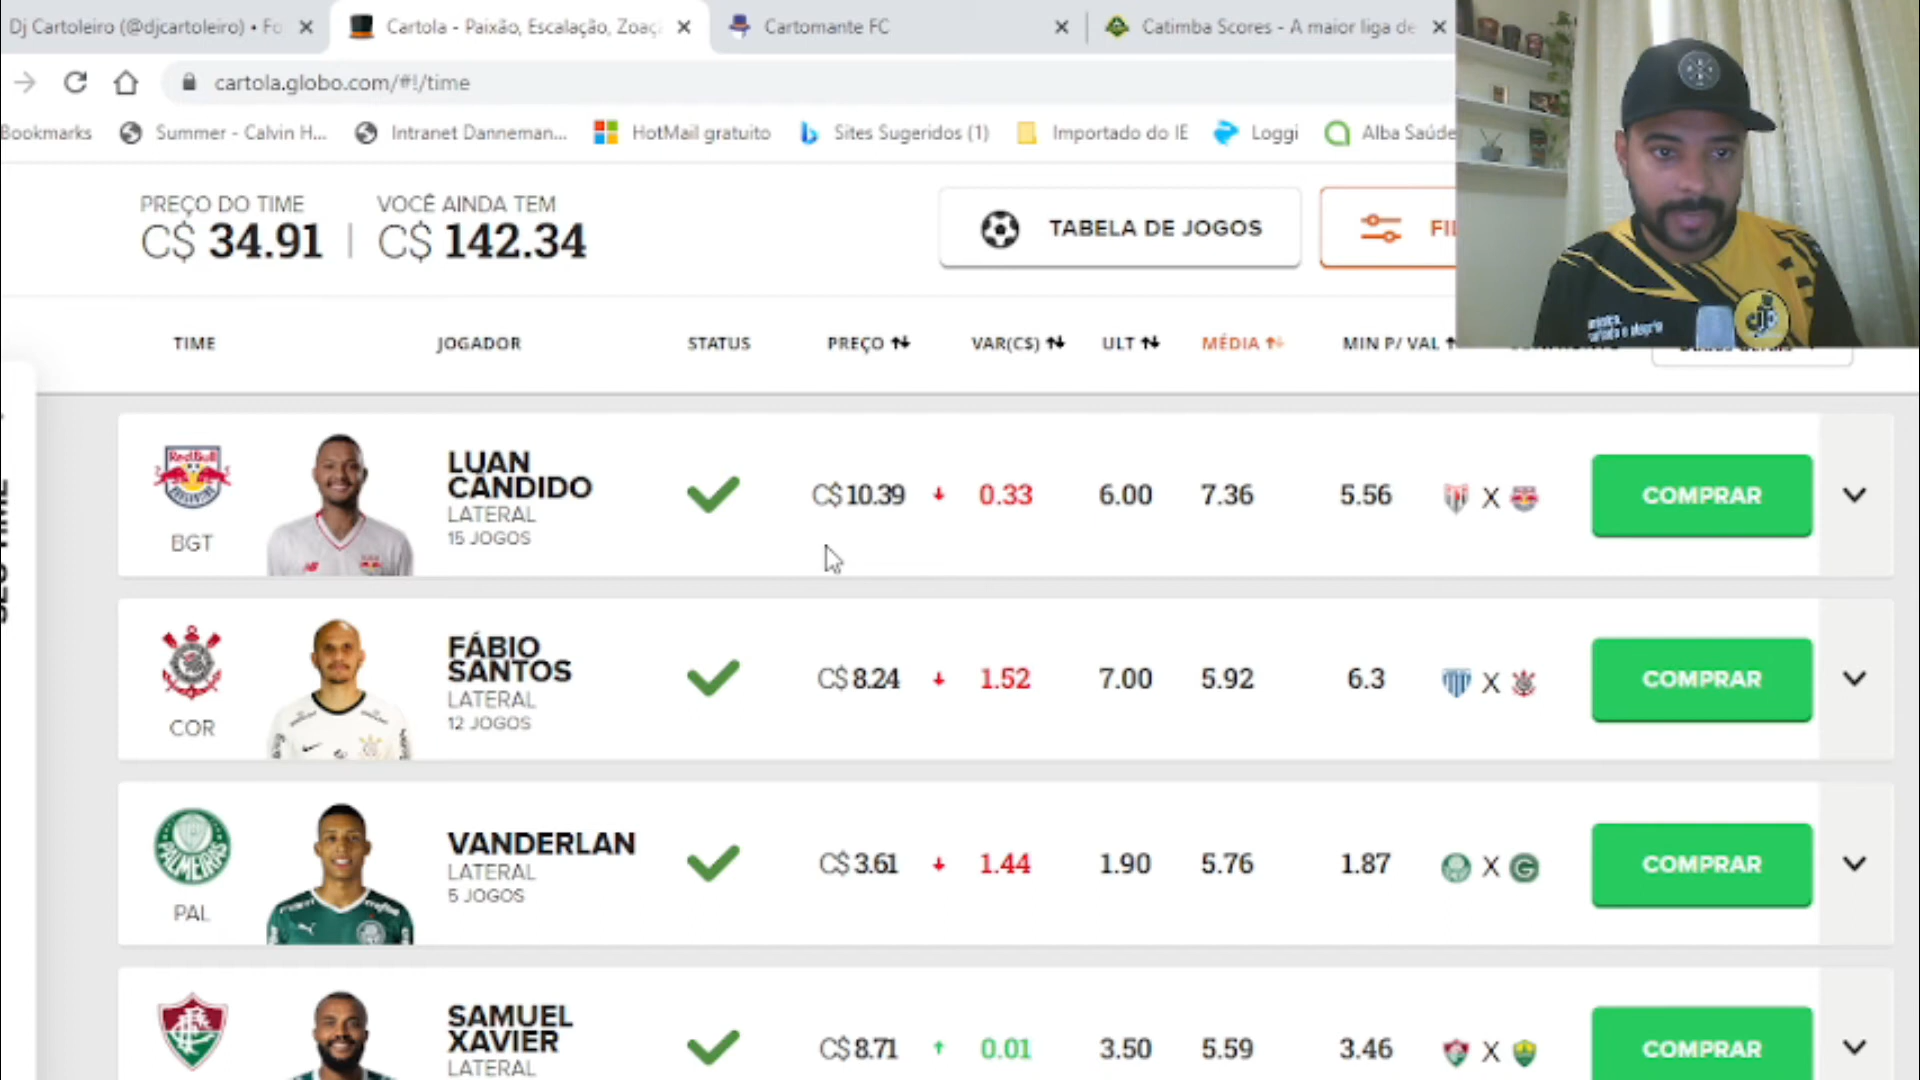 Dj Cartoleiro (@djcartoleiro) • Fo
Cartola - Paixão, Escalação, Zoaç
Cartomante FC
Catimba Scores - A maior liga de
cartola.globo.com/#!/time
Bookmarks
Summer - Calvin H...
Intranet Danneman...
HotMail gratuito
Sites Sugeridos (1)
Importado do IE
Loggi
Alba Saúde
PREÇO DO TIME
C$ 34.91
VOCÊ AINDA TEM
C$ 142.34
TABELA DE JOGOS
FIL
TIME JOGADOR STATUS PREÇO VAR(C$) ULT MÉDIA MIN P/ VAL
BGT
LUAN
CÂNDIDO
LATERAL
15 JOGOS
C$ 10.39 0.33 6.00 7.36 5.56 X COMPRAR
COR
FÁBIO
SANTOS
LATERAL
12 JOGOS
C$ 8.24 1.52 7.00 5.92 6.3 X COMPRAR
PALMEIRAS
PAL
VANDERLAN
LATERAL
5 JOGOS
C$ 3.61 1.44 1.90 5.76 1.87 X COMPRAR
SAMUEL
XAVIER
LATERAL
C$ 8.71 0.01 3.50 5.59 3.46 X COMPRAR